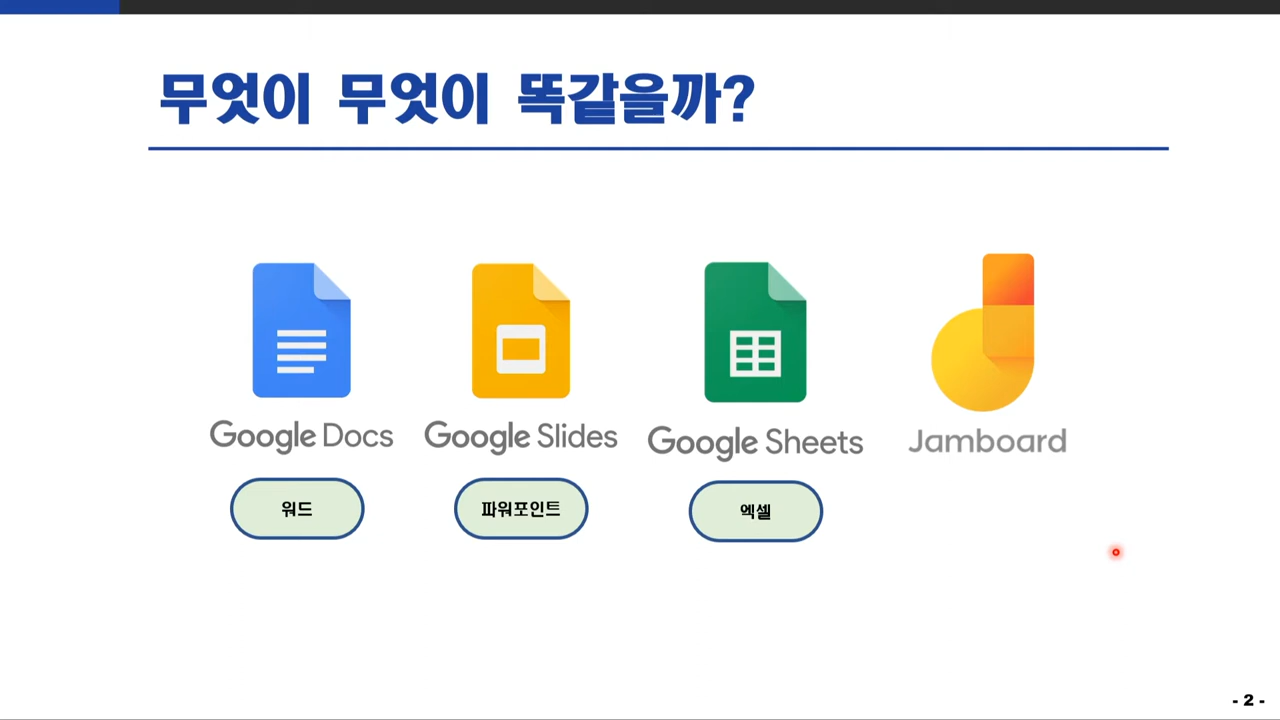 무엇이 무엇이 똑같을까?
Google Docs
Google Slides
Google Sheets
Jamboard
워드
파워포인트
엑셀
- 2 -